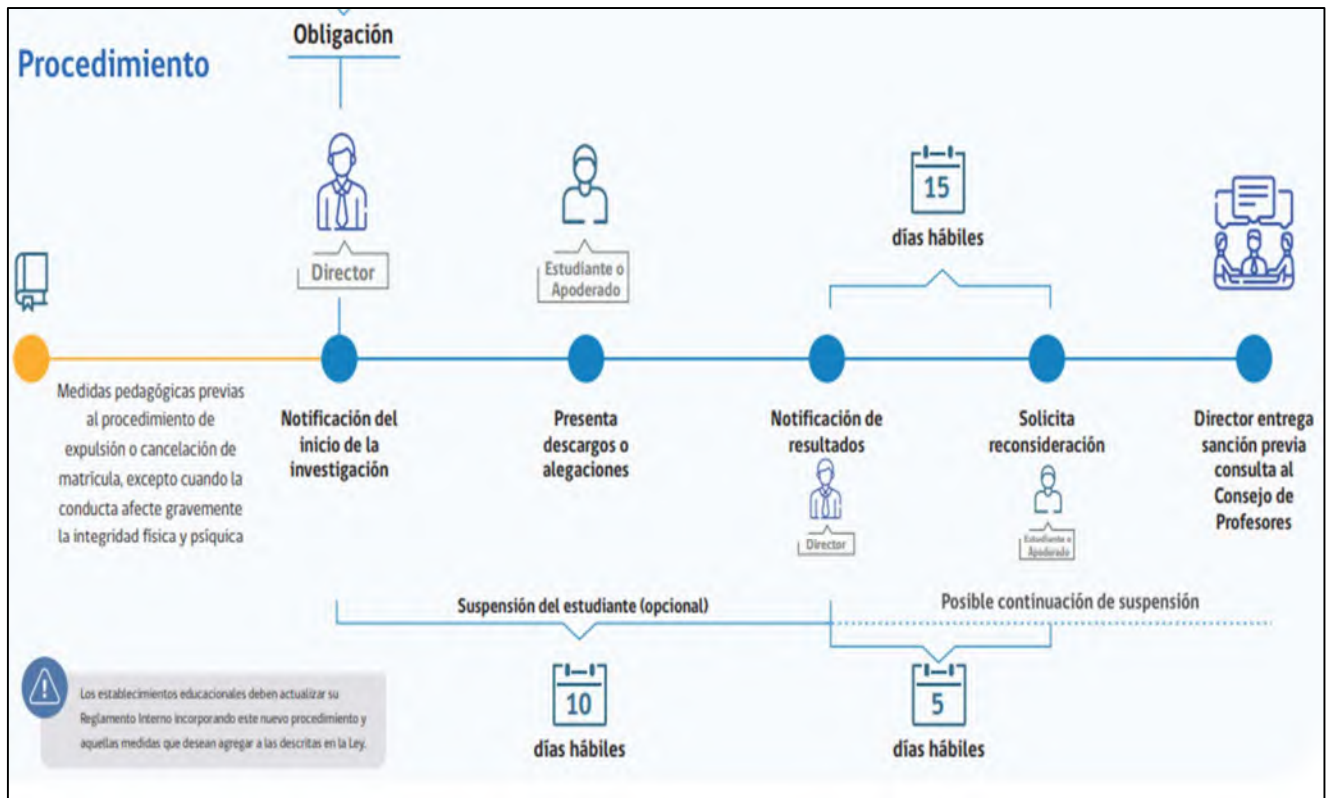 Procedimiento
Obligación
Director
Estudiante o
Apoderado
15
días hábiles
Medidas pedagógicas previas
al procedimiento de
expulsión o cancelación de
matrícula, excepto cuando la
conducta afecte gravemente
la integridad física y psíquica
Notificación del
inicio de la
investigación
Presenta
descargos o
alegaciones
Notificación de
resultados
Director
Solicita
reconsideración
Estudiante o
Apoderado
Director entrega
sanción previa
consulta al
Consejo de
Profesores
Suspensión del estudiante (opcional)
Posible continuación de suspensión
10
días hábiles
5
días hábiles
Los establecimientos educacionales deben actualizar su
Reglamento Interno incorporando este nuevo procedimiento y
aquellas medidas que desean agregar a las descritas en la Ley.